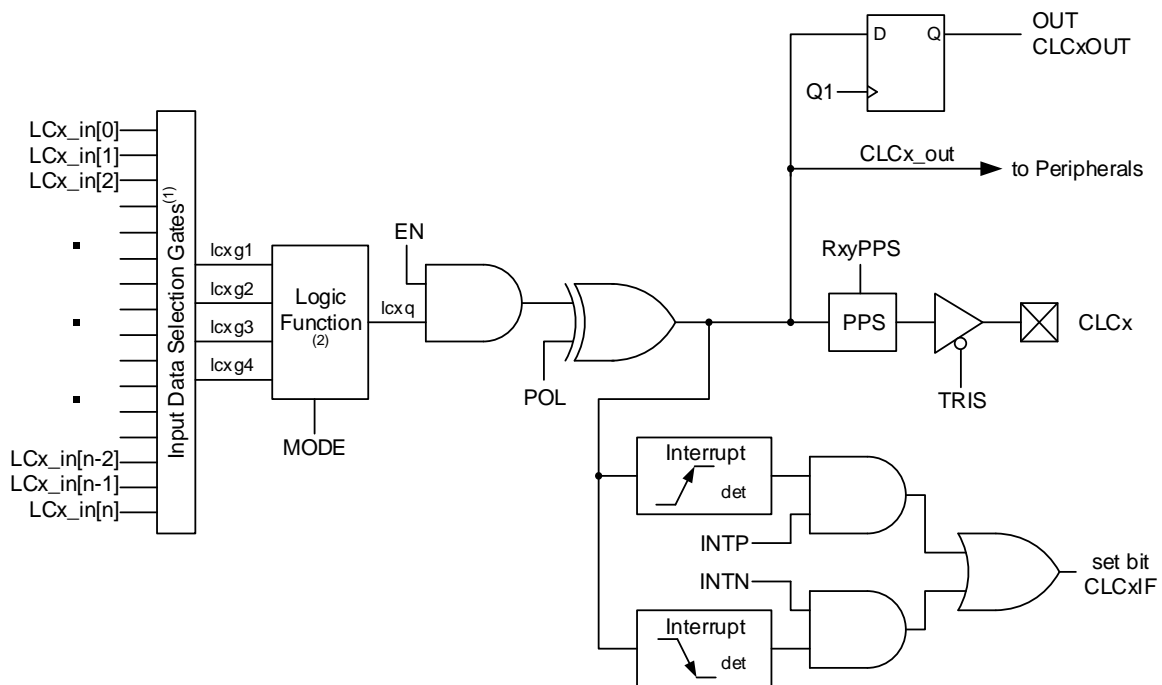 OUT
CLCxOUT
D
Q
Q1
CLCx_out
to Peripherals
LCx_in[0]
LCx_in[1]
LCx_in[2]
Input Data Selection Gates(1)
lcxg1
lcxg2
lcxg3
lcxg4
Logic
Function
(2)
MODE
lcxq
EN
POL
RxyPPS
PPS
CLCx
TRIS
LCx_in[n-2]
LCx_in[n-1]
LCx_in[n]
Interrupt
det
INTP
INTN
set bit
CLCxIF
Interrupt
det